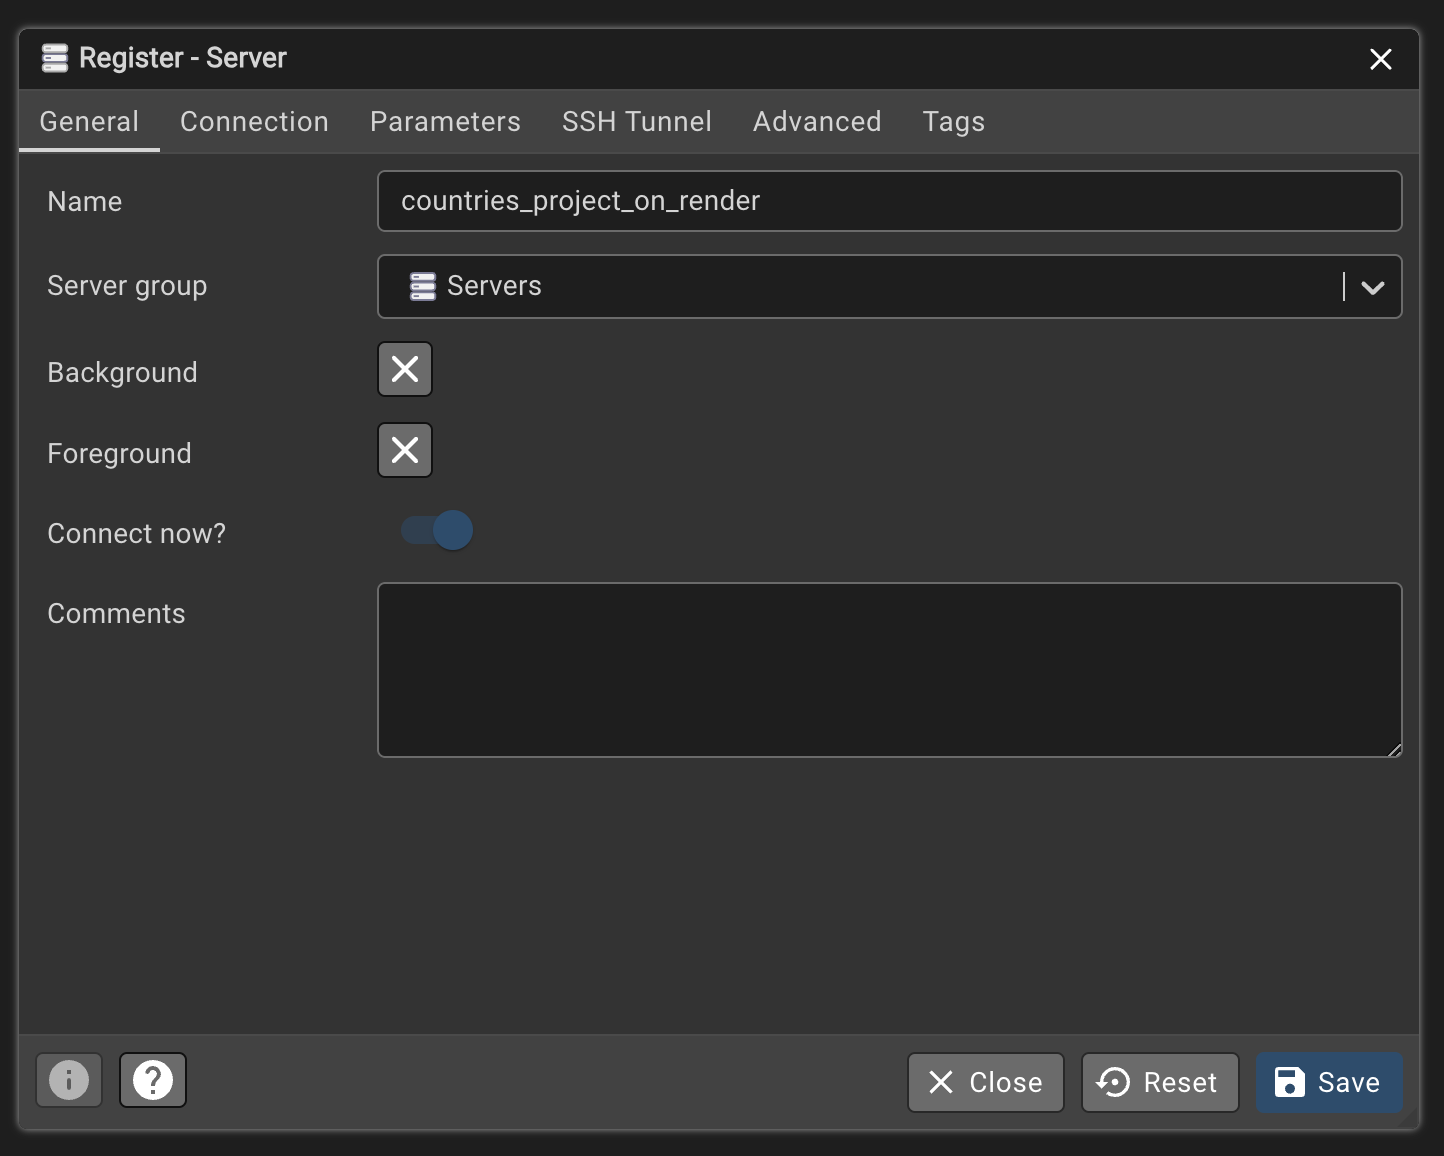 Register - Server
General Connection Parameters SSH Tunnel Advanced Tags
Name countries_project_on_render
Server group Servers
Background
Foreground
Connect now?
Comments
Close Reset Save